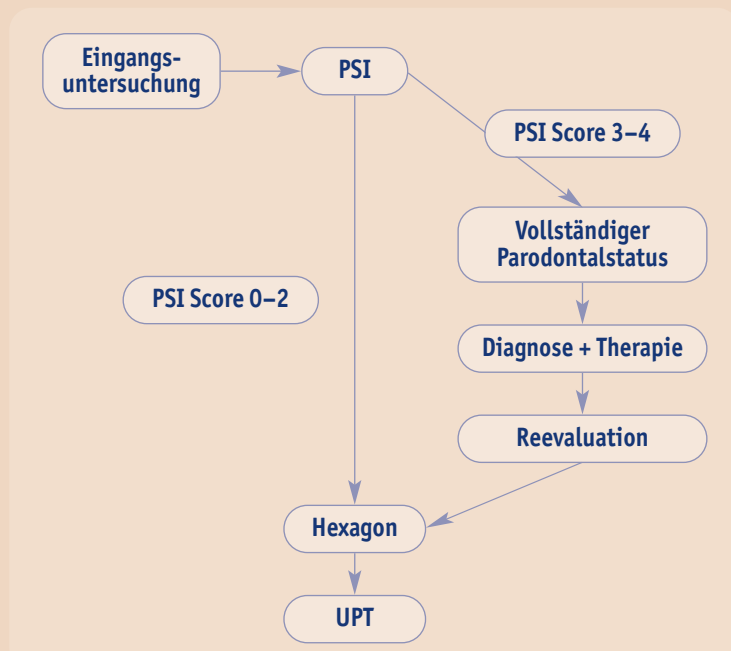 Eingangs-
untersuchung
PSI
PSI Score 3–4
Vollständiger
Parodontalstatus
PSI Score 0–2
Diagnose + Therapie
Reevaluation
Hexagon
UPT